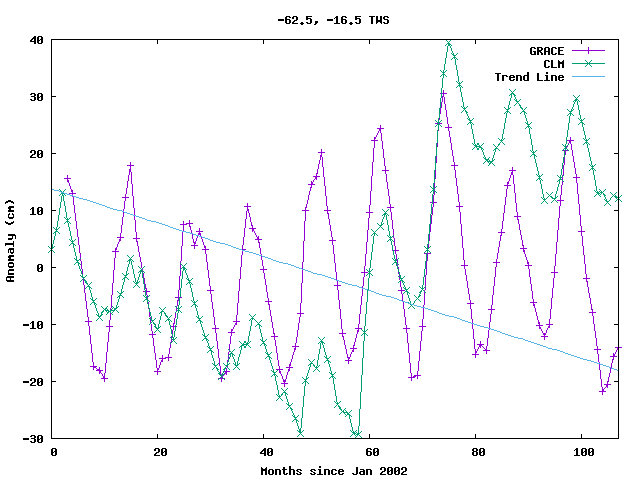 -62.5, -16.5 TWS
GRACE
CLM
Trend Line
Anomaly (cm)
40
30
20
10
0
-10
-20
-30
0 20 40 60 80 100
Months since Jan 2002